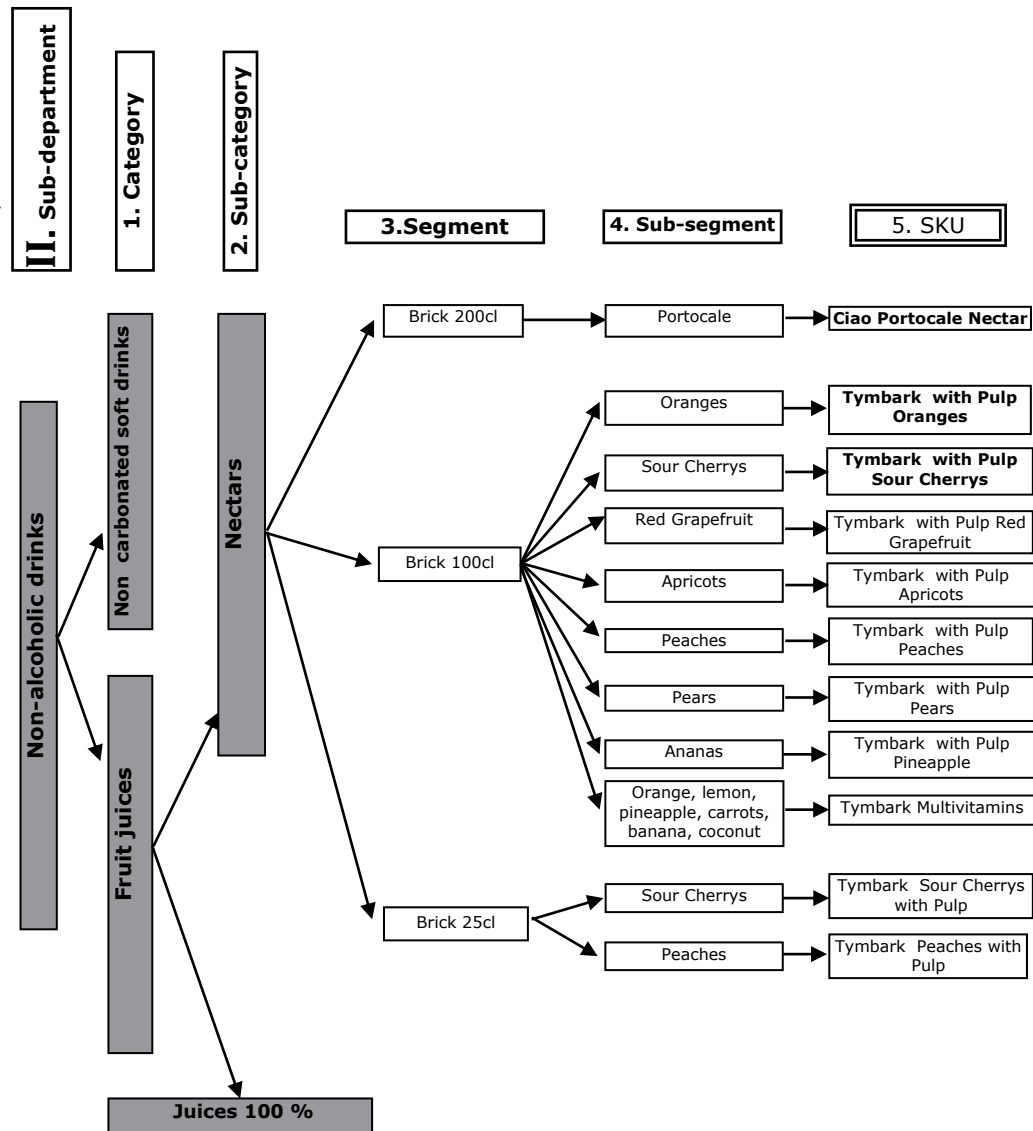 II. Sub-department
1. Category
2. Sub-category
3.Segment
4. Sub-segment
5. SKU
Non-alcoholic drinks
Non carbonated soft drinks
Fruit juices
Nectars
Juices 100 %
Brick 200cl
Portocale
Ciao Portocale Nectar
Brick 100cl
Oranges
Tymbark with Pulp
Oranges
Sour Cherrys
Tymbark with Pulp
Sour Cherrys
Red Grapefruit
Tymbark with Pulp Red
Grapefruit
Apricots
Tymbark with Pulp
Apricots
Peaches
Tymbark with Pulp
Peaches
Pears
Tymbark with Pulp
Pears
Ananas
Tymbark with Pulp
Pineapple
Orange, lemon,
pineapple, carrots,
banana, coconut
Tymbark Multivitamins
Brick 25cl
Sour Cherrys
Tymbark Sour Cherrys
with Pulp
Peaches
Tymbark Peaches with
Pulp